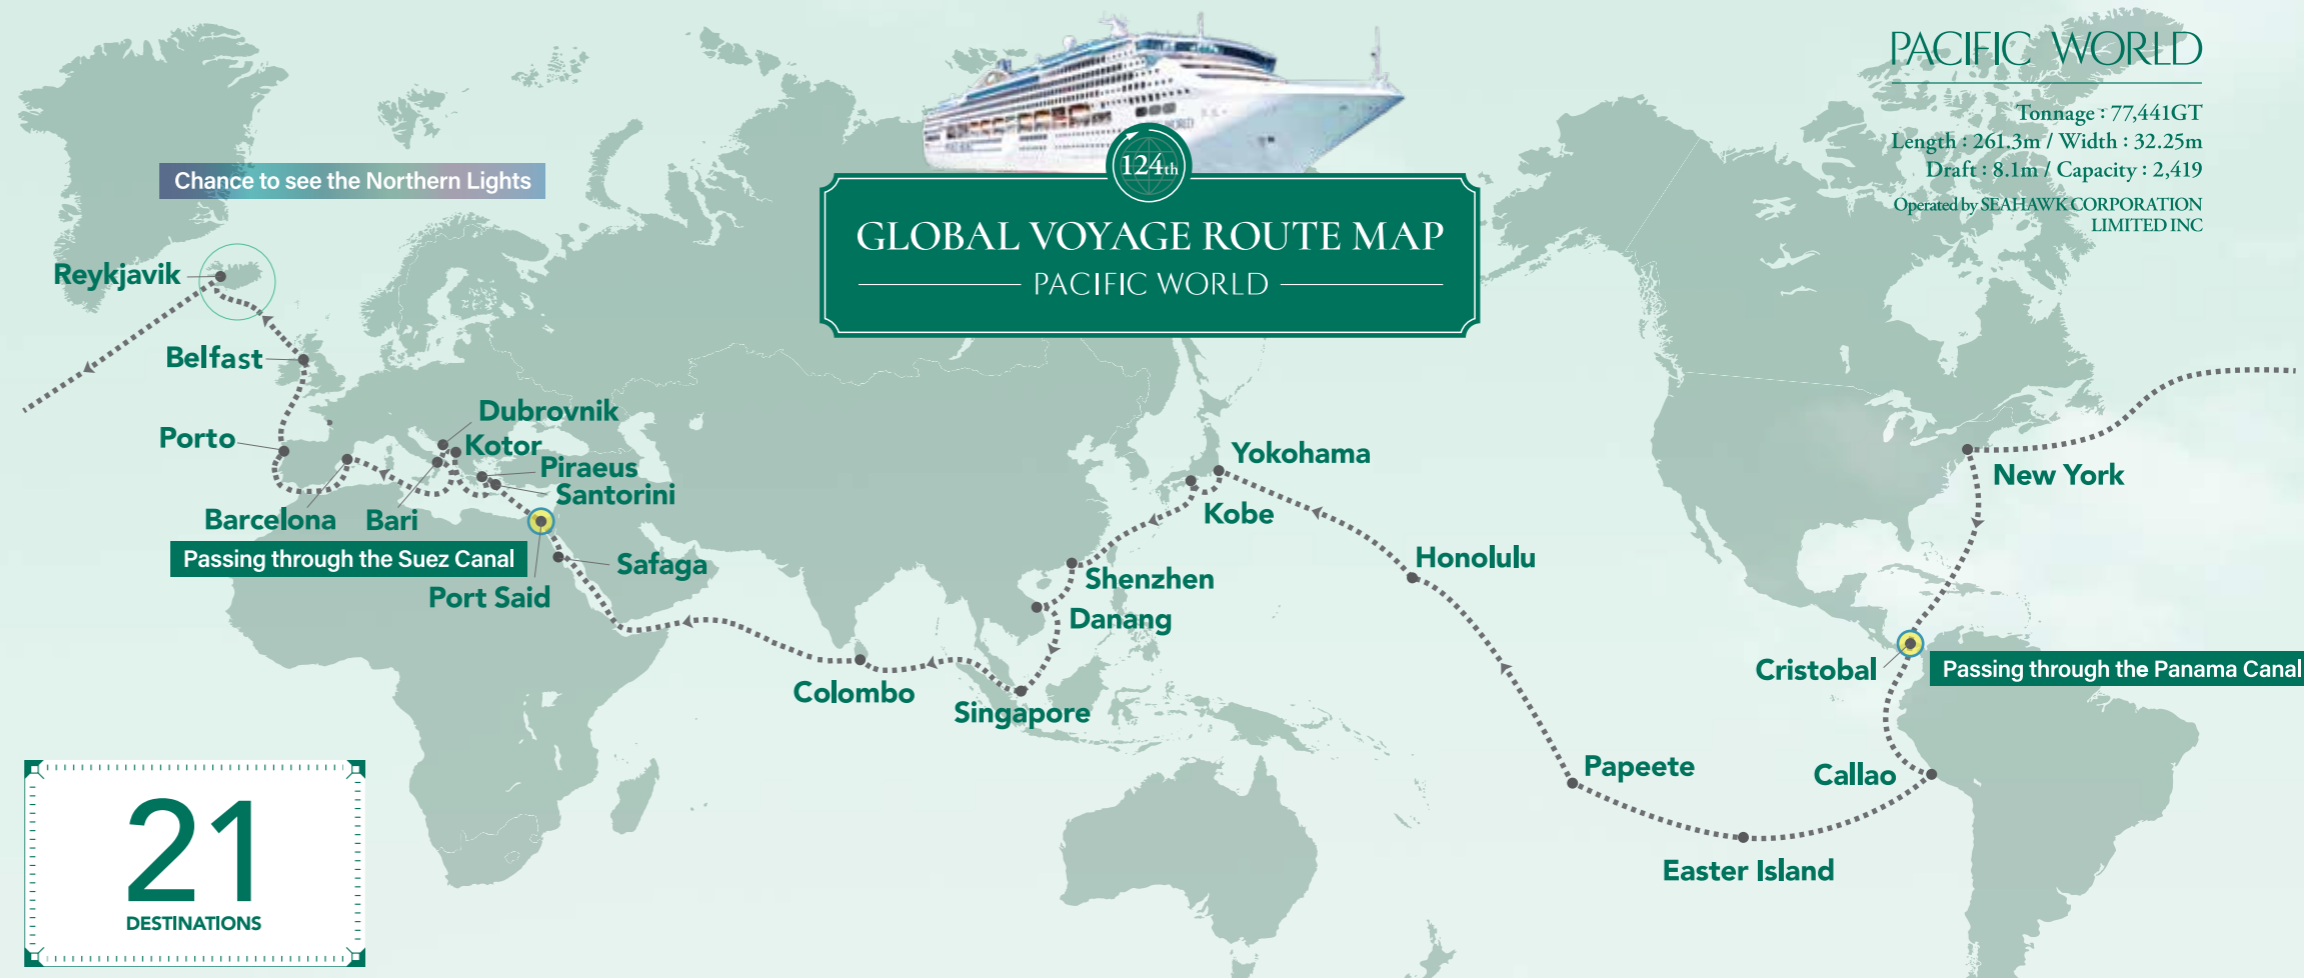 PACIFIC WORLD
Tonnage : 77,441GT
Length : 261.3m / Width : 32.25m
Draft : 8.1m / Capacity : 2,419
Operated by SEAHAWK CORPORATION
LIMITED INC
124th
GLOBAL VOYAGE ROUTE MAP
PACIFIC WORLD
Chance to see the Northern Lights
Reykjavik
Belfast
Porto
Dubrovnik
Kotor
Piraeus
Santorini
Barcelona
Bari
Passing through the Suez Canal
Port Said
Safaga
Colombo
Singapore
Danang
Shenzhen
Kobe
Yokohama
Honolulu
Papeete
Easter Island
Callao
Cristobal
Passing through the Panama Canal
New York
21
DESTINATIONS